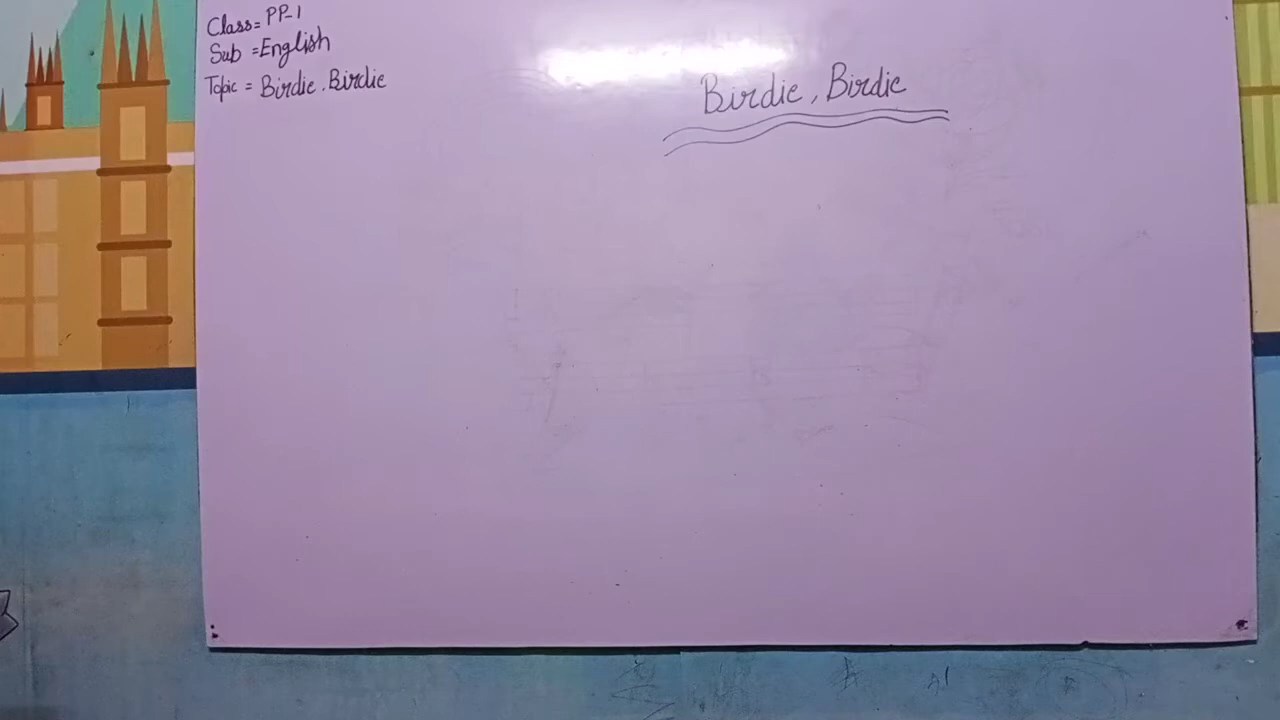 Class= PP-1
Sub =English
Topic = Birdie, Birdie
Birdie, Birdie